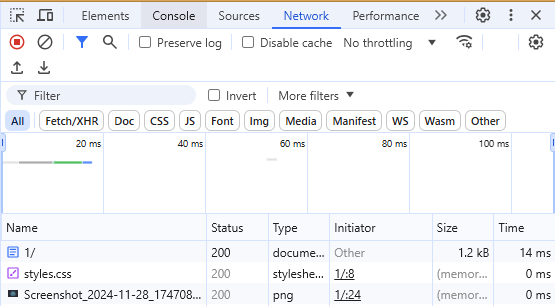 Elements Console Sources Network Performance
Preserve log Disable cache No throttling
Filter Invert More filters
All Fetch/XHR Doc CSS JS Font Img Media Manifest WS Wasm Other
20 ms 40 ms 60 ms 80 ms 100 ms
Name Status Type Initiator Size Time
1/ 200 docume... Other 1.2 kB 14 ms
styles.css 200 styleshe... 1/:8 (memor... 0 ms
Screenshot_2024-11-28_174708... 200 png 1/:24 (memor... 0 ms